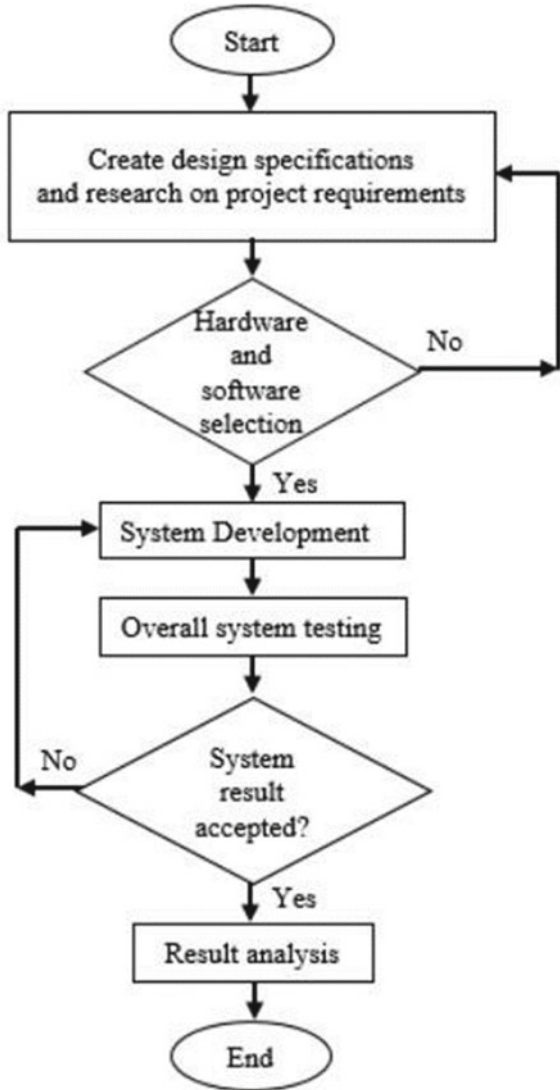 Start
Create design specifications
and research on project requirements
Hardware
and
software
selection
No
Yes
System Development
Overall system testing
System
result
accepted?
No
Yes
Result analysis
End